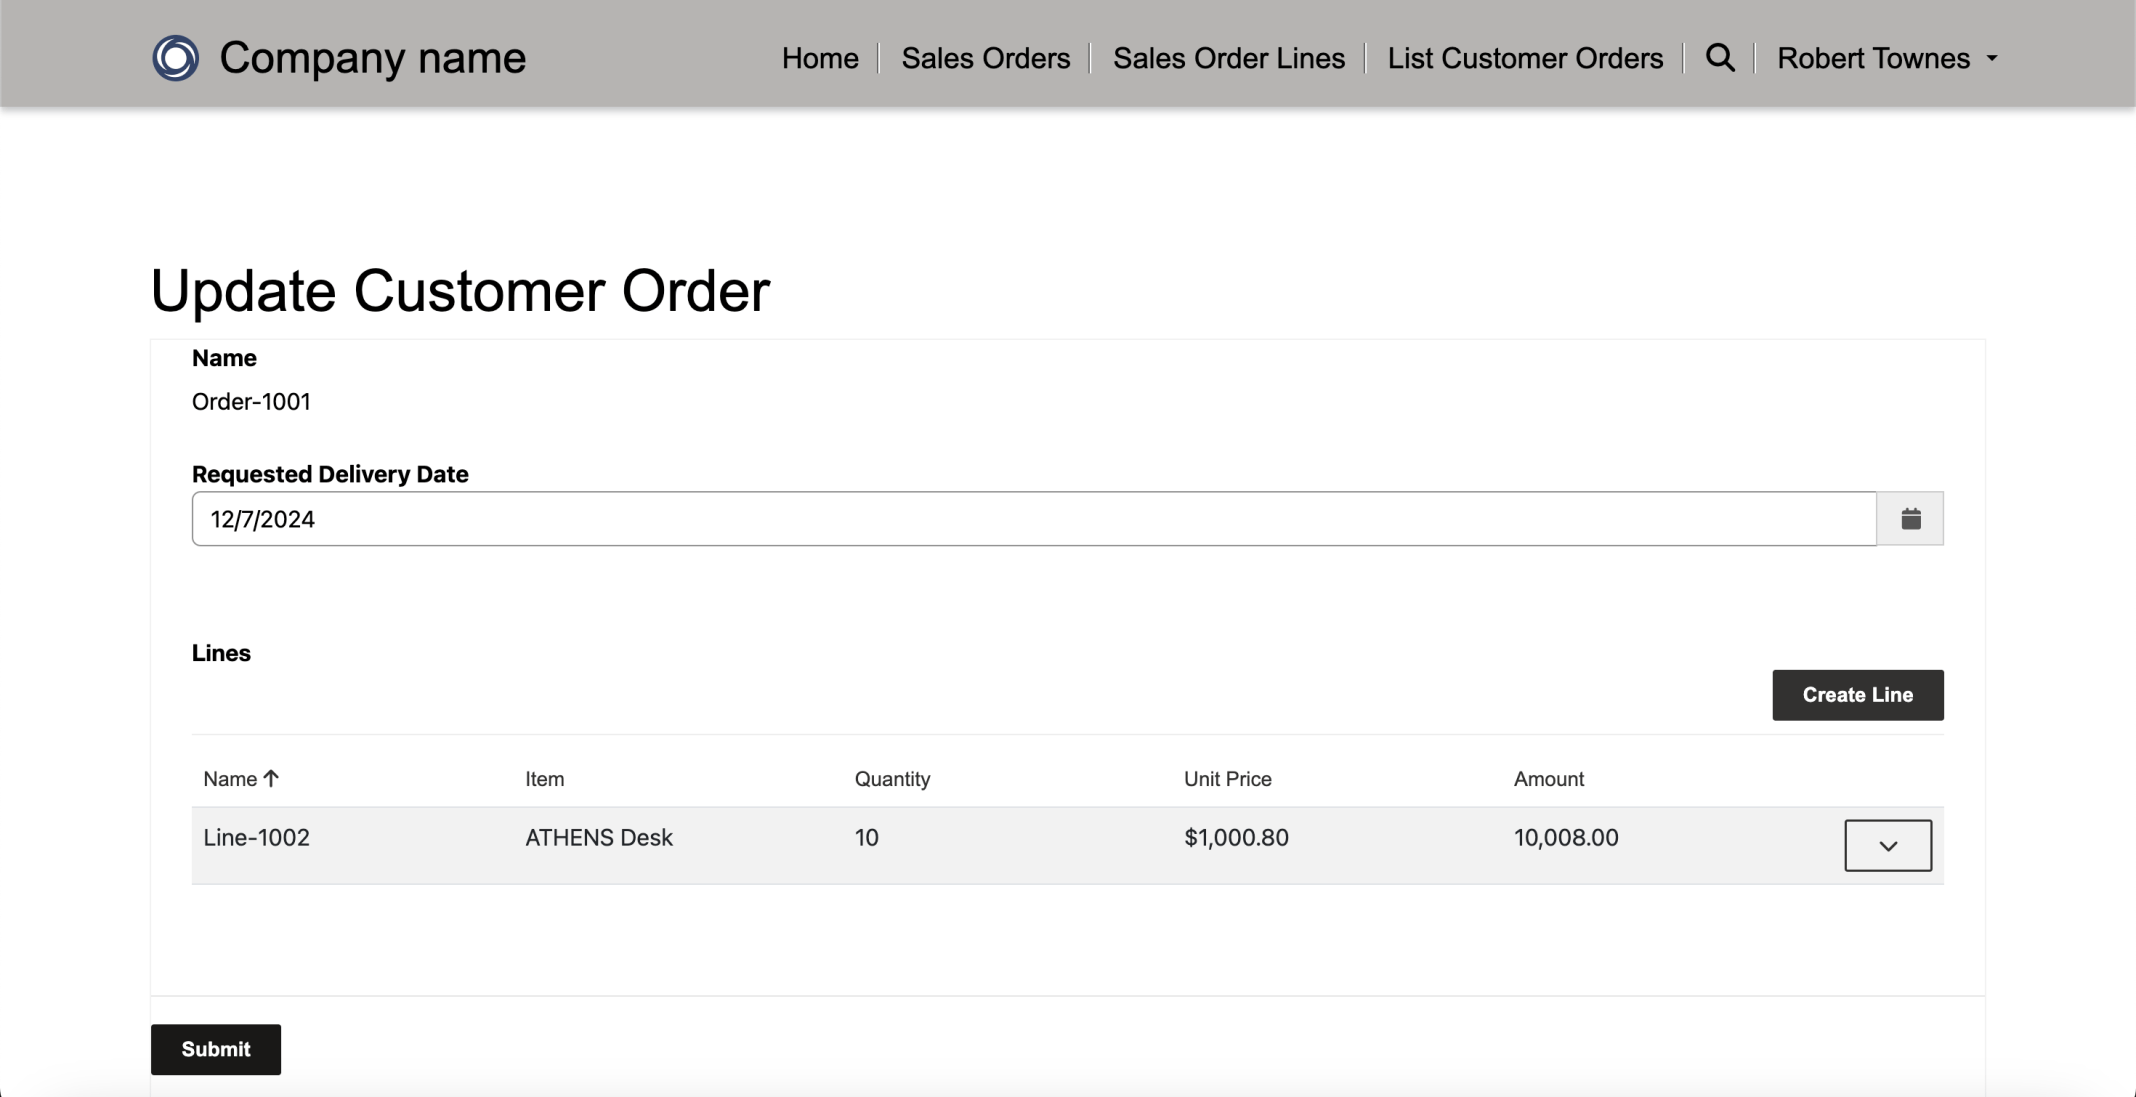 Company name
Home
Sales Orders
Sales Order Lines
List Customer Orders
Robert Townes
Update Customer Order
Name
Order-1001
Requested Delivery Date
12/7/2024
Lines
Create Line
Name Item Quantity Unit Price Amount
Line-1002 ATHENS Desk 10 $1,000.80 10,008.00
Submit